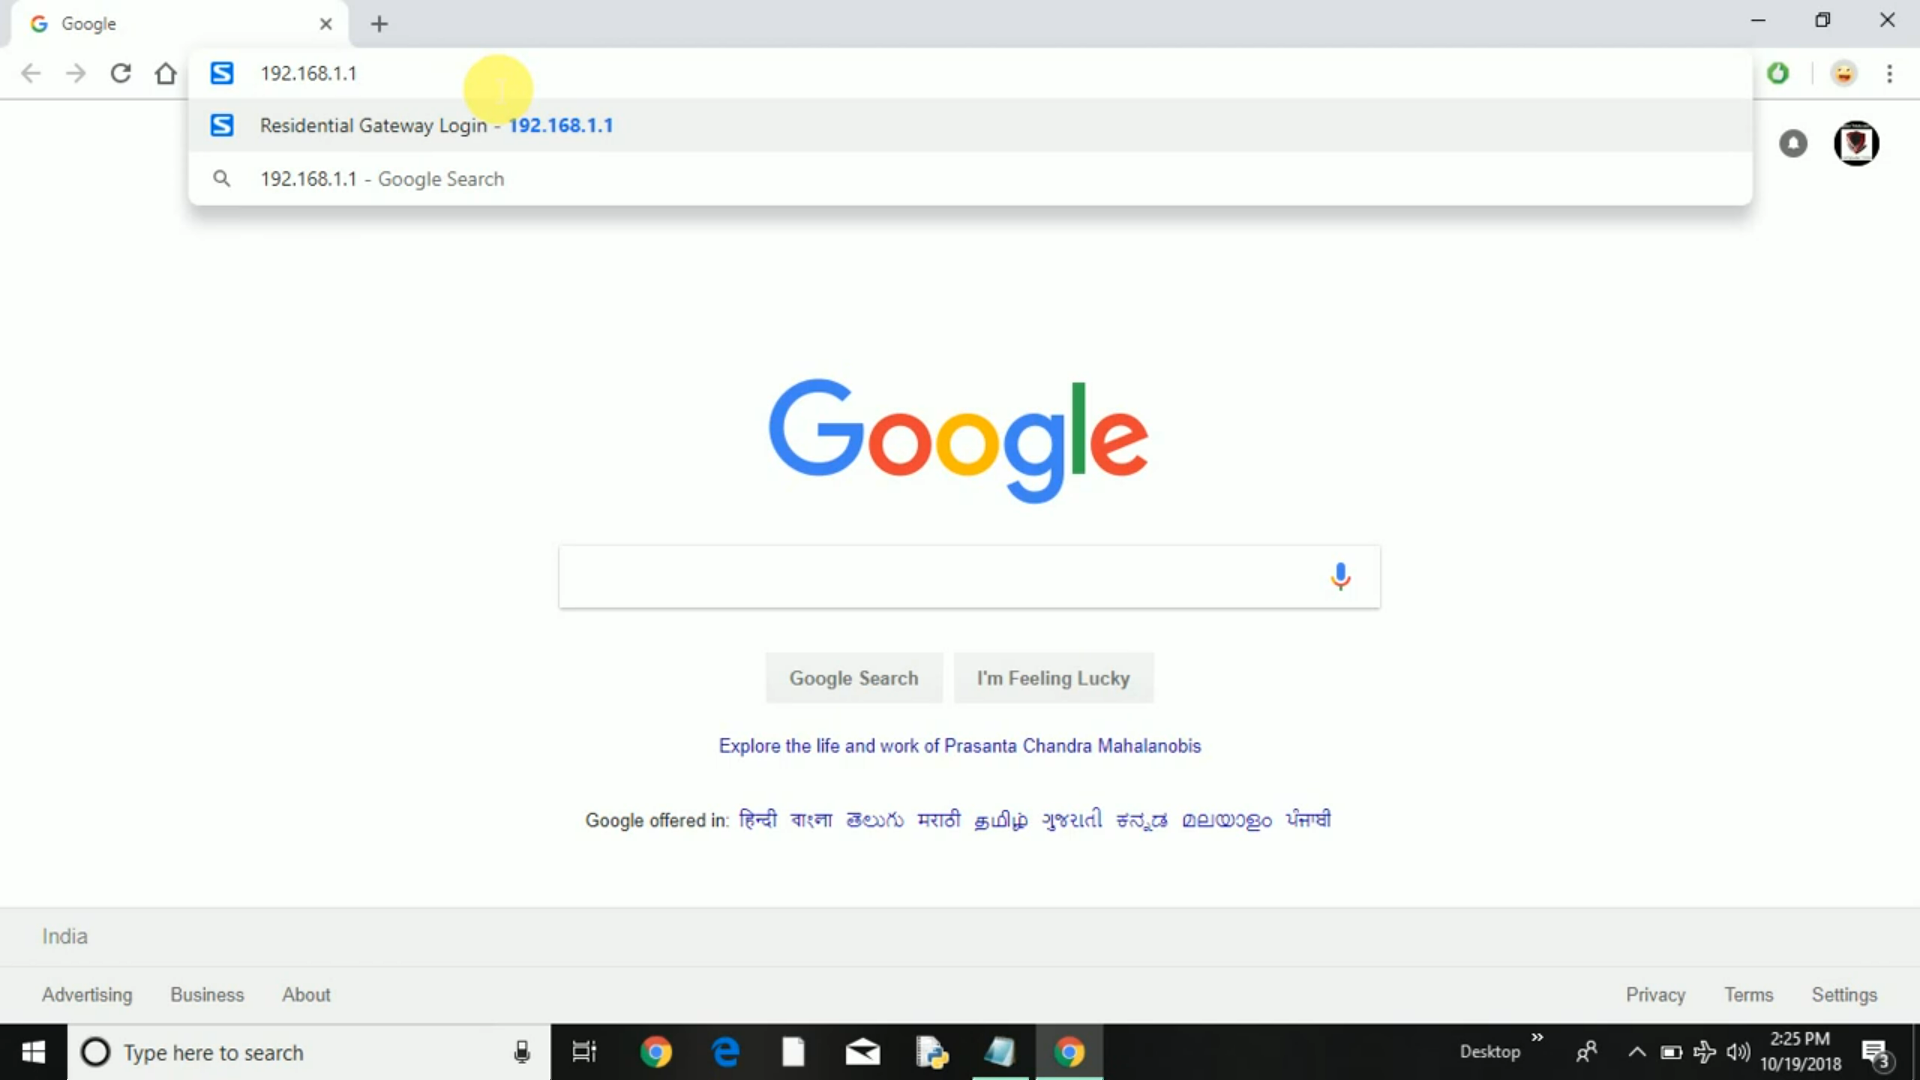 Google
192.168.1.1
Residential Gateway Login - 192.168.1.1
192.168.1.1 - Google Search
Google
Google Search
I'm Feeling Lucky
Explore the life and work of Prasanta Chandra Mahalanobis
Google offered in: हिन्दी বাংলা తెలుగు मराठी தமிழ் ગુજરાતી ಕನ್ನಡ മലയാളം ਪੰਜਾਬੀ
India
Advertising Business About
Privacy Terms Settings
Type here to search
Desktop
2:25 PM
10/19/2018
3